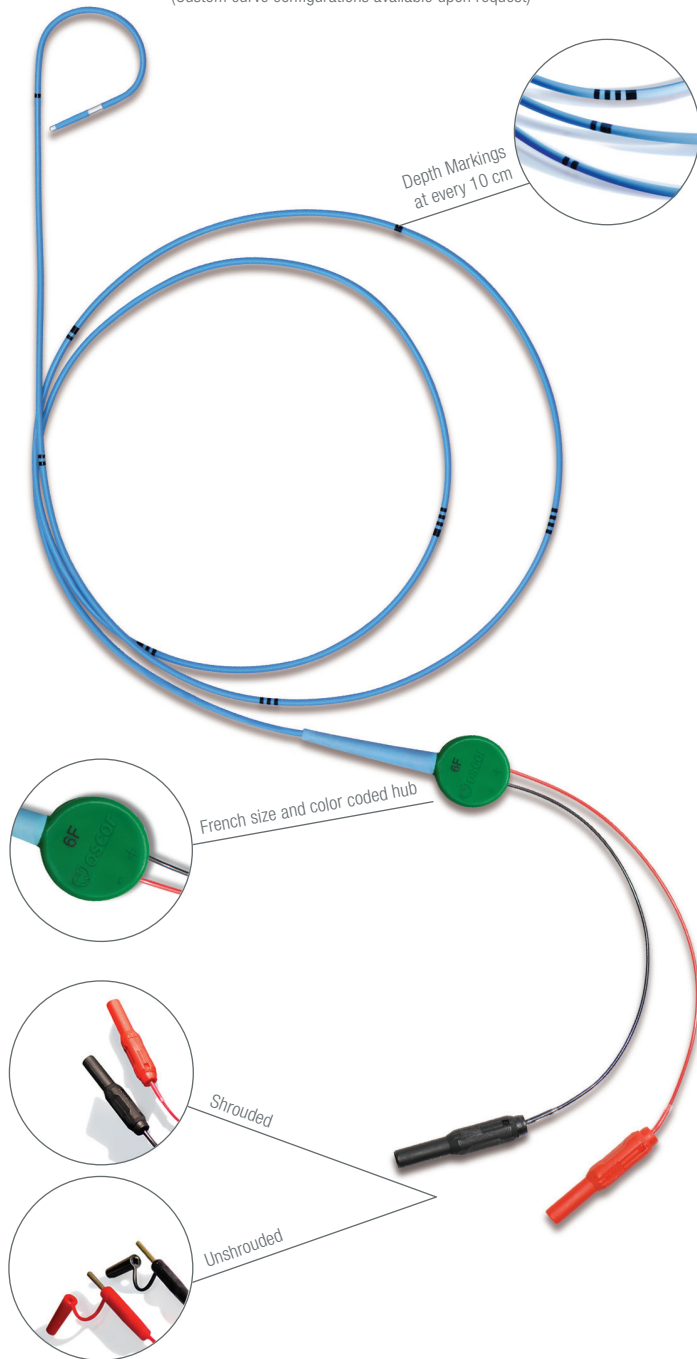 (Custom curve configurations available upon request)
Depth Markings
at every 10 cm
6F
French size and color coded hub
6F
Shrouded
Unshrouded